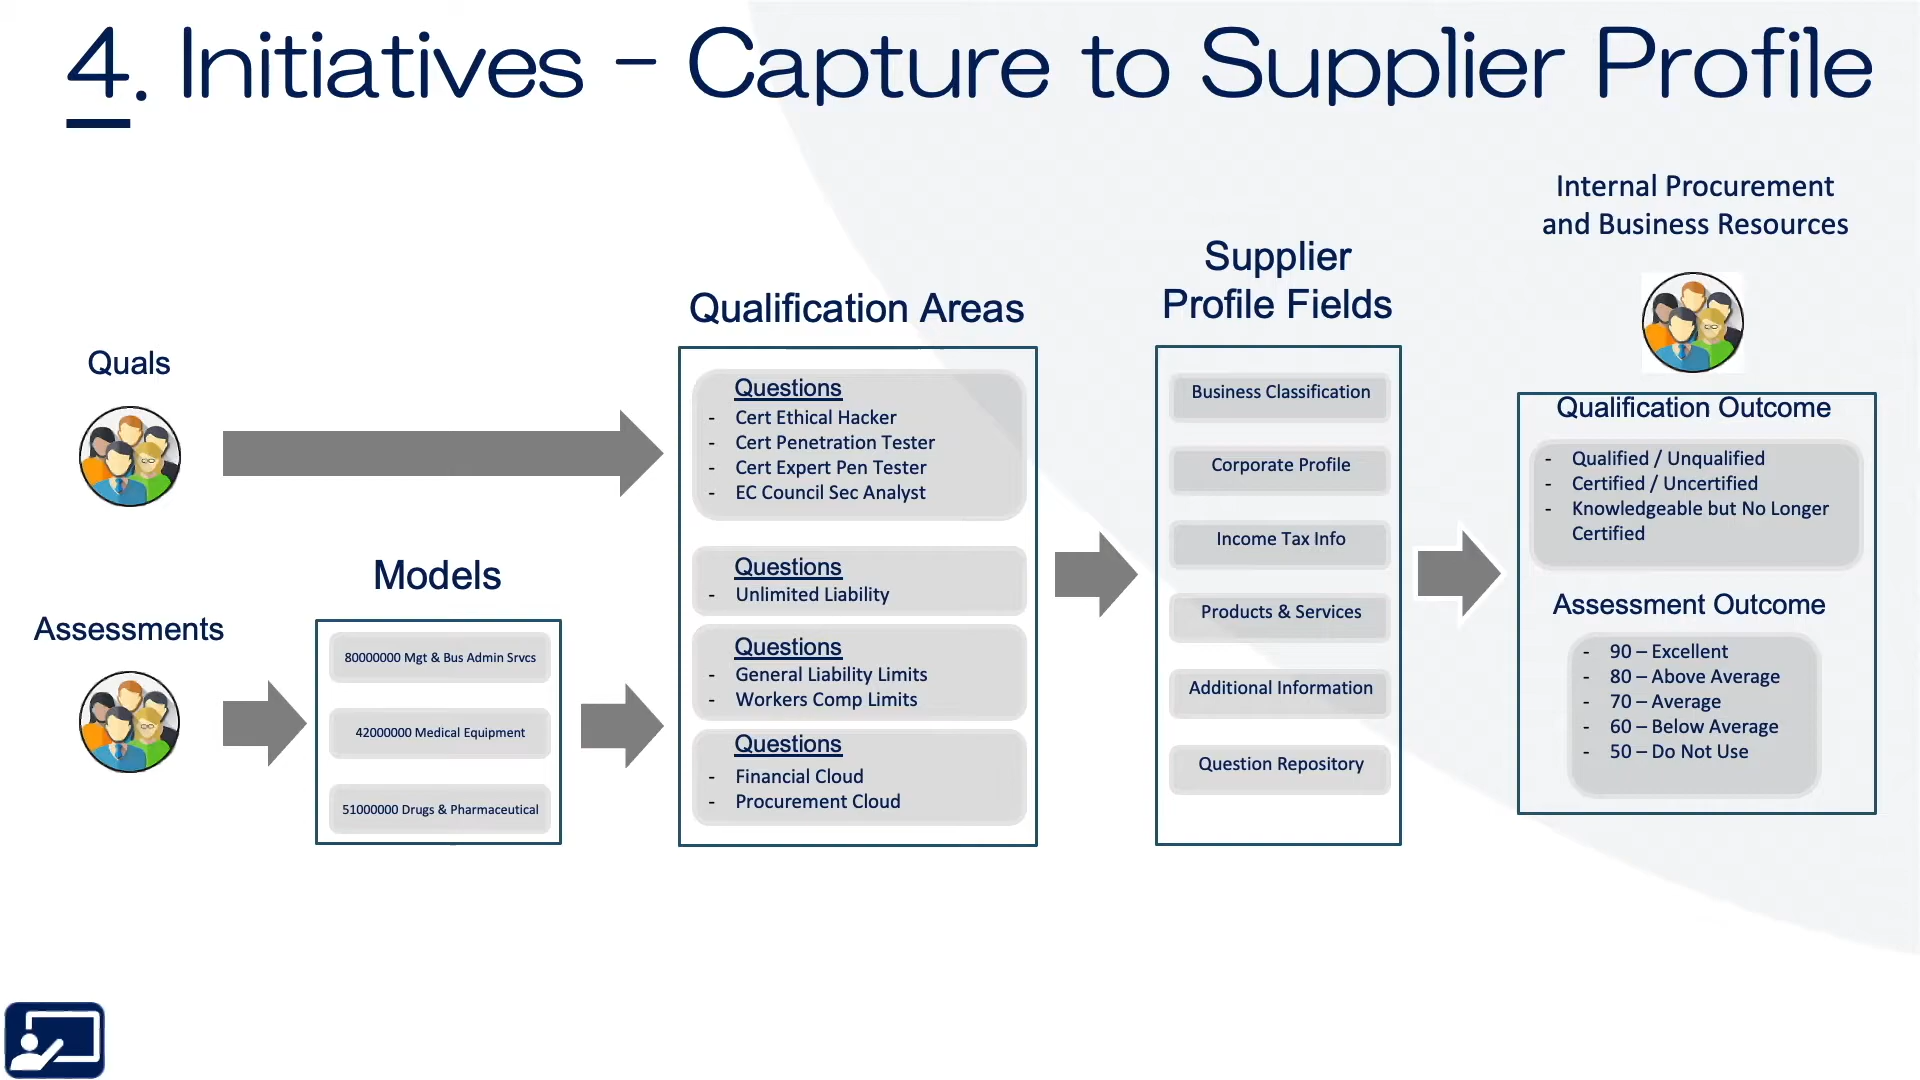 4. Initiatives - Capture to Supplier Profile
Quals
Assessments
Models
80000000 Mgt & Bus Admin Srvcs
42000000 Medical Equipment
51000000 Drugs & Pharmaceutical
Qualification Areas
Questions
- Cert Ethical Hacker
- Cert Penetration Tester
- Cert Expert Pen Tester
- EC Council Sec Analyst
Questions
- Unlimited Liability
Questions
- General Liability Limits
- Workers Comp Limits
Questions
- Financial Cloud
- Procurement Cloud
Supplier
Profile Fields
Business Classification
Corporate Profile
Income Tax Info
Products & Services
Additional Information
Question Repository
Internal Procurement
and Business Resources
Qualification Outcome
- Qualified / Unqualified
- Certified / Uncertified
- Knowledgeable but No Longer
Certified
Assessment Outcome
- 90 – Excellent
- 80 – Above Average
- 70 – Average
- 60 – Below Average
- 50 – Do Not Use